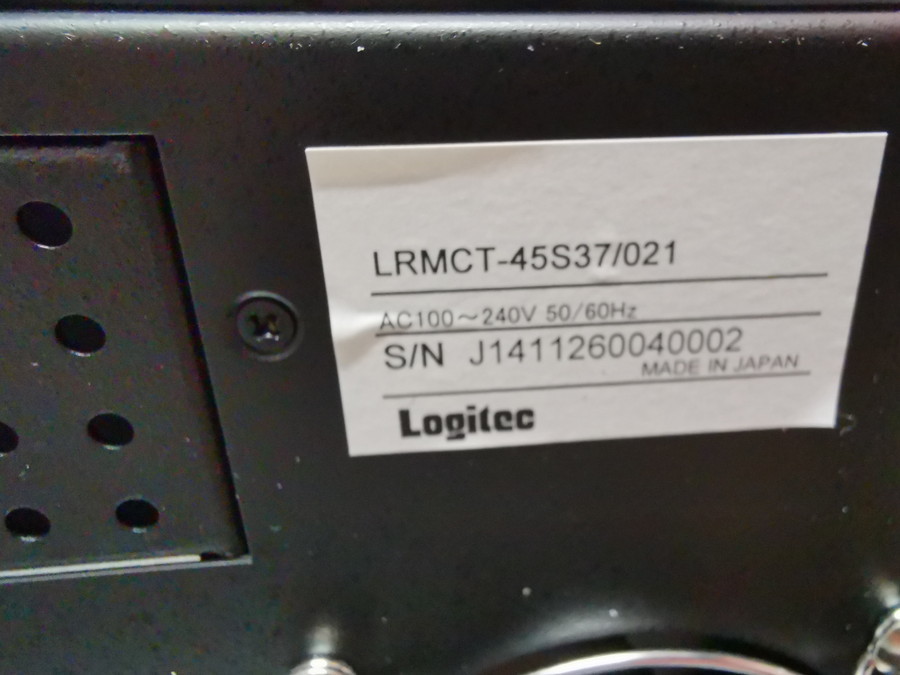 LRMCT-45S37/021
AC100～240V 50/60Hz
S/N J1411260040002
MADE IN JAPAN
Logitec